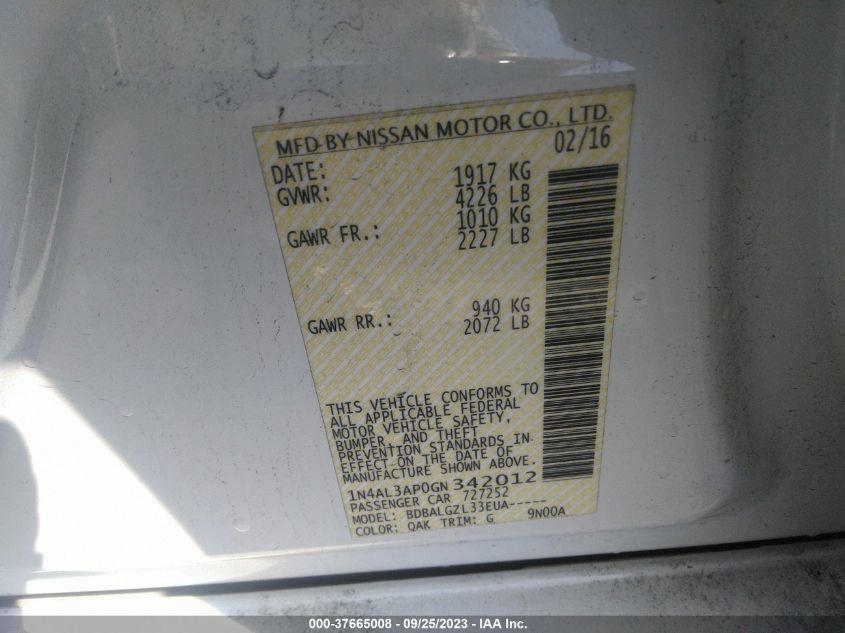 MFD BY NISSAN MOTOR CO., LTD.
DATE: 02/16
GVWR: 1917 KG
4226 LB
GAWR FR.: 1010 KG
2227 LB
GAWR RR.: 940 KG
2072 LB
THIS VEHICLE CONFORMS TO
ALL APPLICABLE FEDERAL
MOTOR VEHICLE SAFETY,
BUMPER, AND THEFT
PREVENTION STANDARDS IN
EFFECT ON THE DATE OF
MANUFACTURE SHOWN ABOVE.
1N4AL3AP0GN 342012
PASSENGER CAR 727252
MODEL: BDBALGZL33EUA-----
COLOR: QAK TRIM: G 9N00A
000-37665008 - 09/25/2023 - IAA Inc.